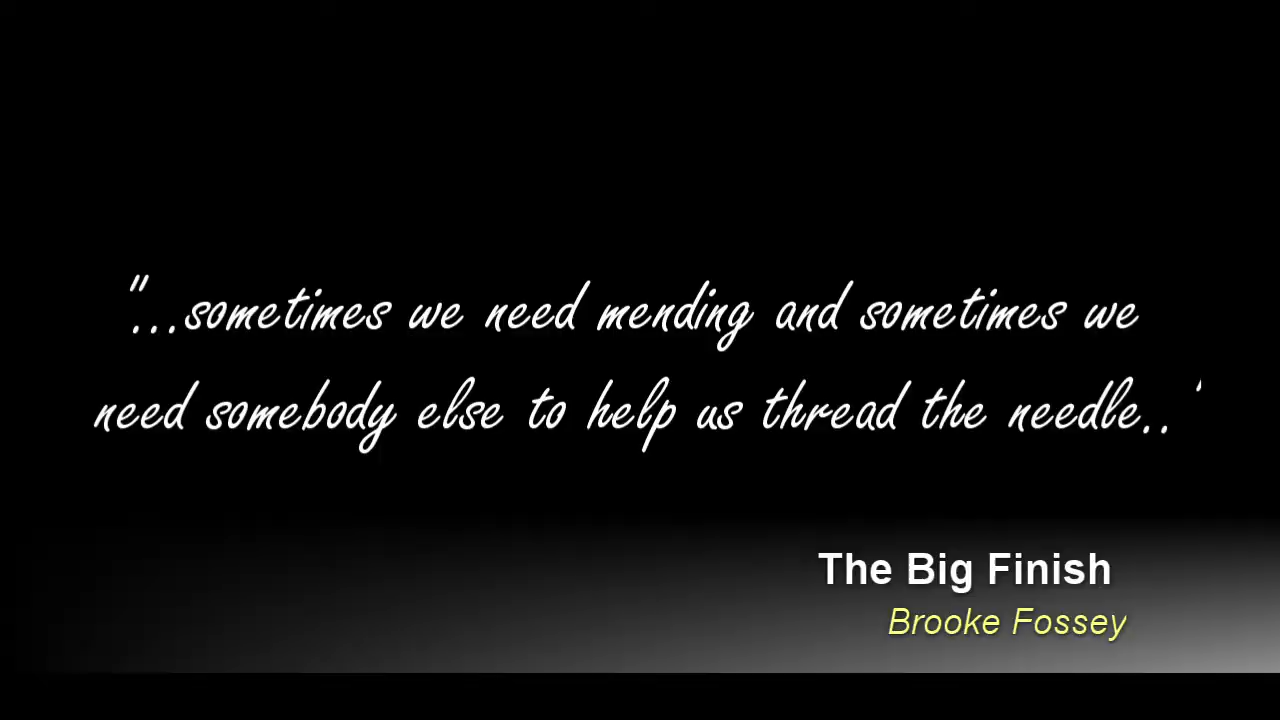 "...sometimes we need mending and sometimes we
need somebody else to help us thread the needle.. '
The Big Finish
Brooke Fossey